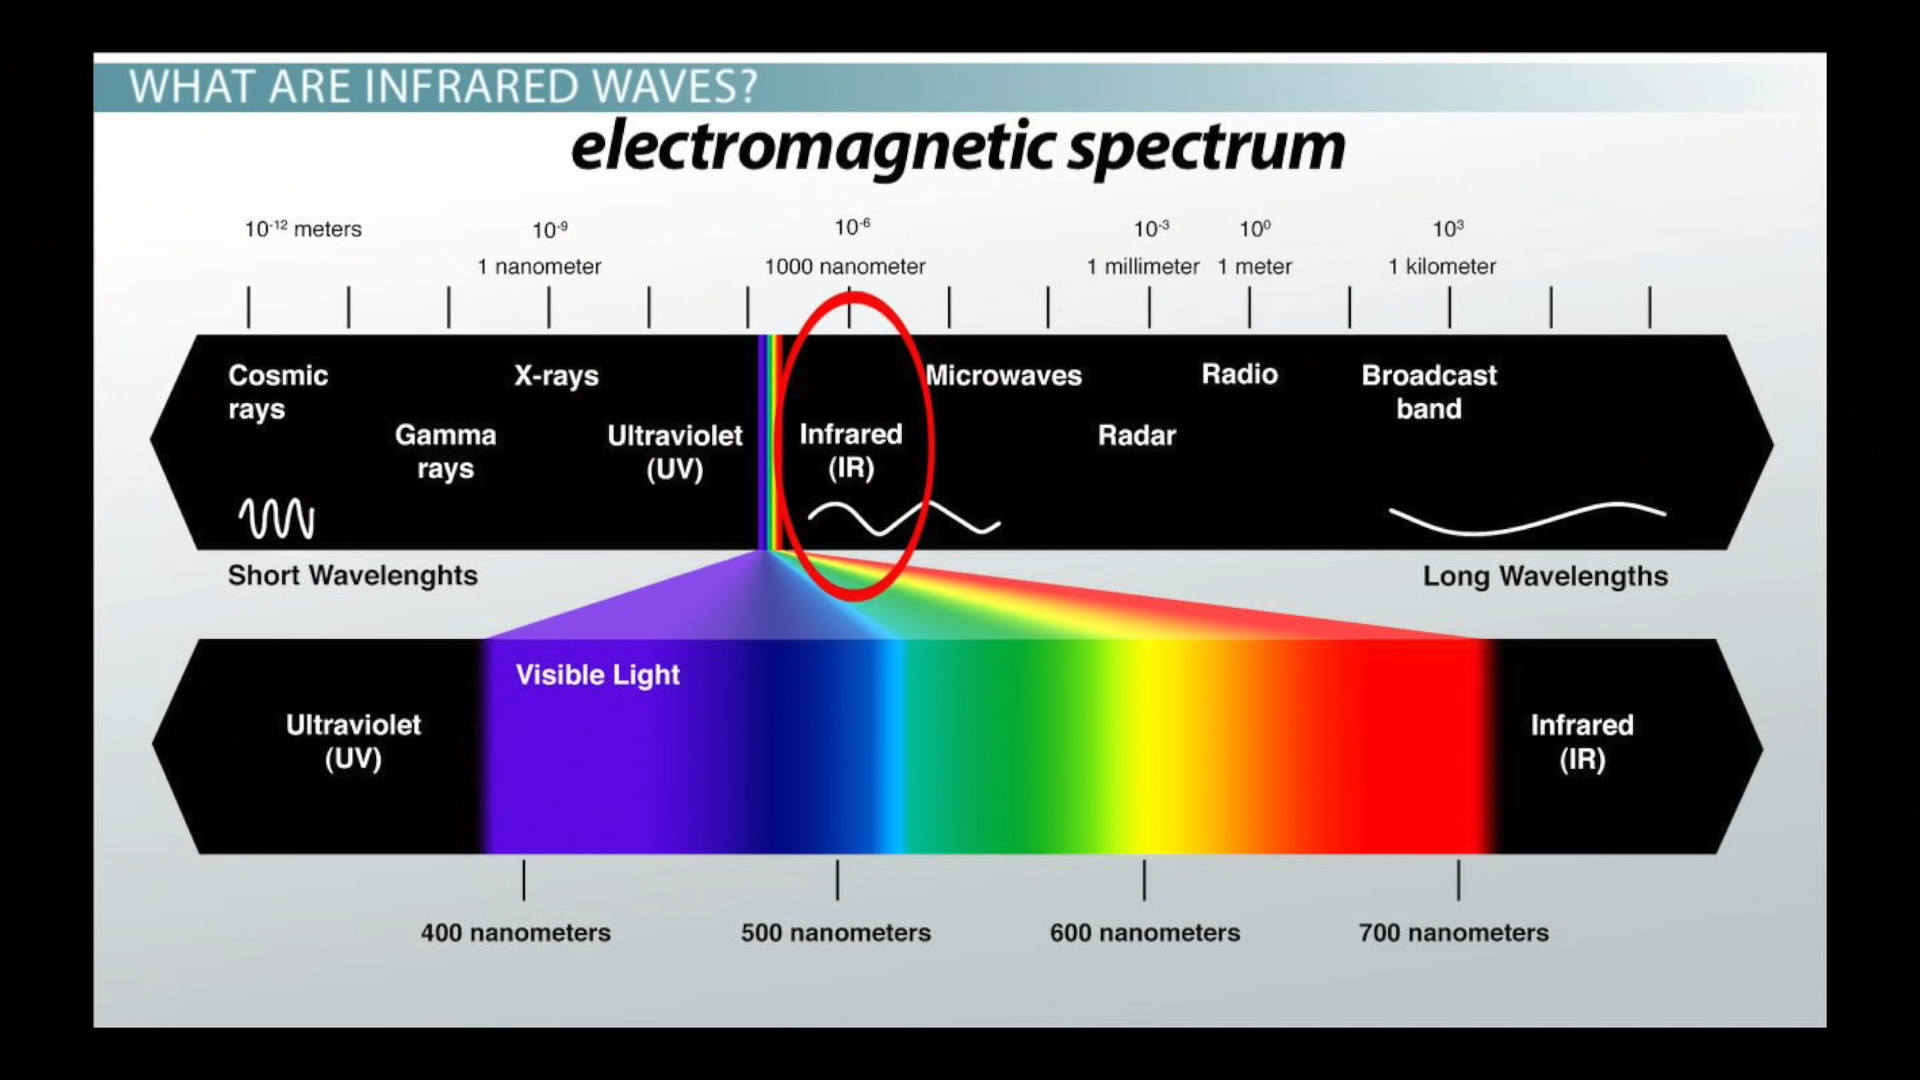 WHAT ARE INFRARED WAVES?
electromagnetic spectrum
10⁻¹² meters
10⁻⁹
10⁻⁶
10⁻³
10⁰
10³
1 nanometer
1000 nanometer
1 millimeter
1 meter
1 kilometer
Cosmic
rays
X-rays
Microwaves
Radio
Broadcast
band
Gamma
rays
Ultraviolet
(UV)
Infrared
(IR)
Radar
Short Wavelenghts
Long Wavelengths
Visible Light
Ultraviolet
(UV)
Infrared
(IR)
400 nanometers
500 nanometers
600 nanometers
700 nanometers